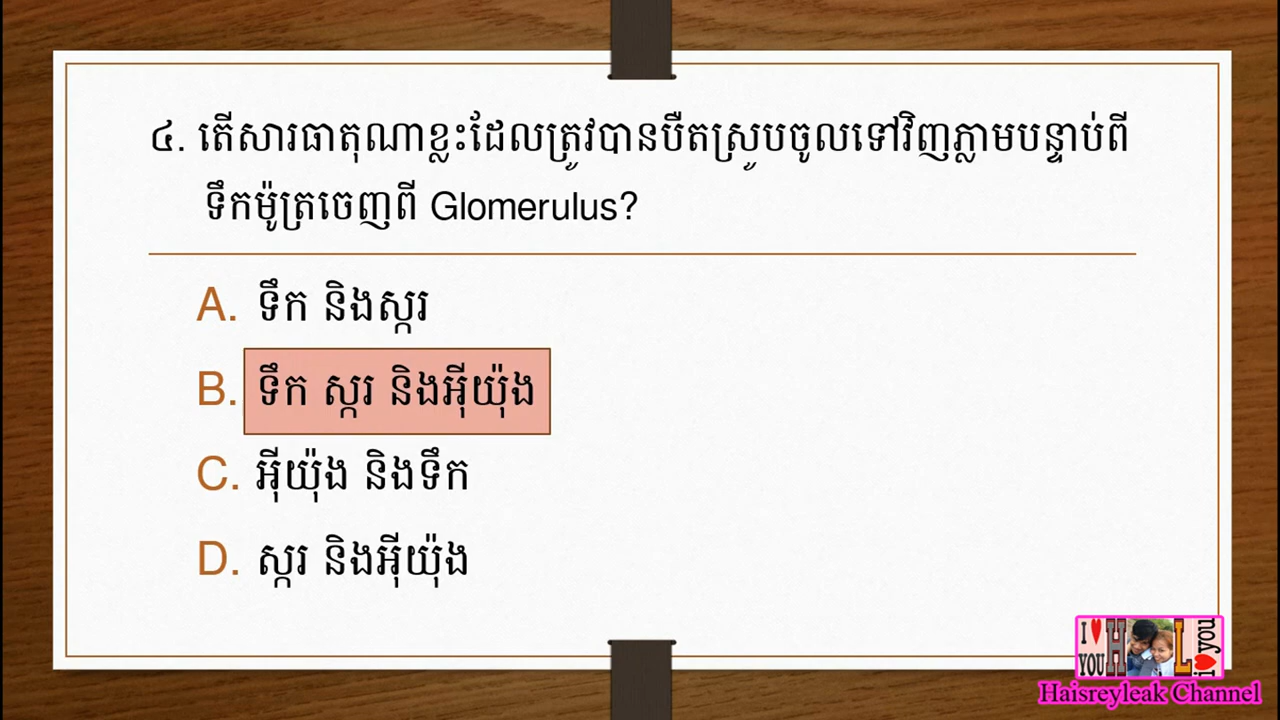 ៤. តើសារធាតុណាខ្លះដែលត្រូវបានបឺតស្រូបចូលទៅវិញភ្លាមបន្ទាប់ពី
ទឹកម៉ូត្រចេញពី Glomerulus?
A. ទឹក និងស្ករ
B. ទឹក ស្ករ និងអ៊ីយ៉ុង
C. អ៊ីយ៉ុង និងទឹក
D. ស្ករ និងអ៊ីយ៉ុង
I ♥ YOU H L i ♥ you
Haisreyleak Channel